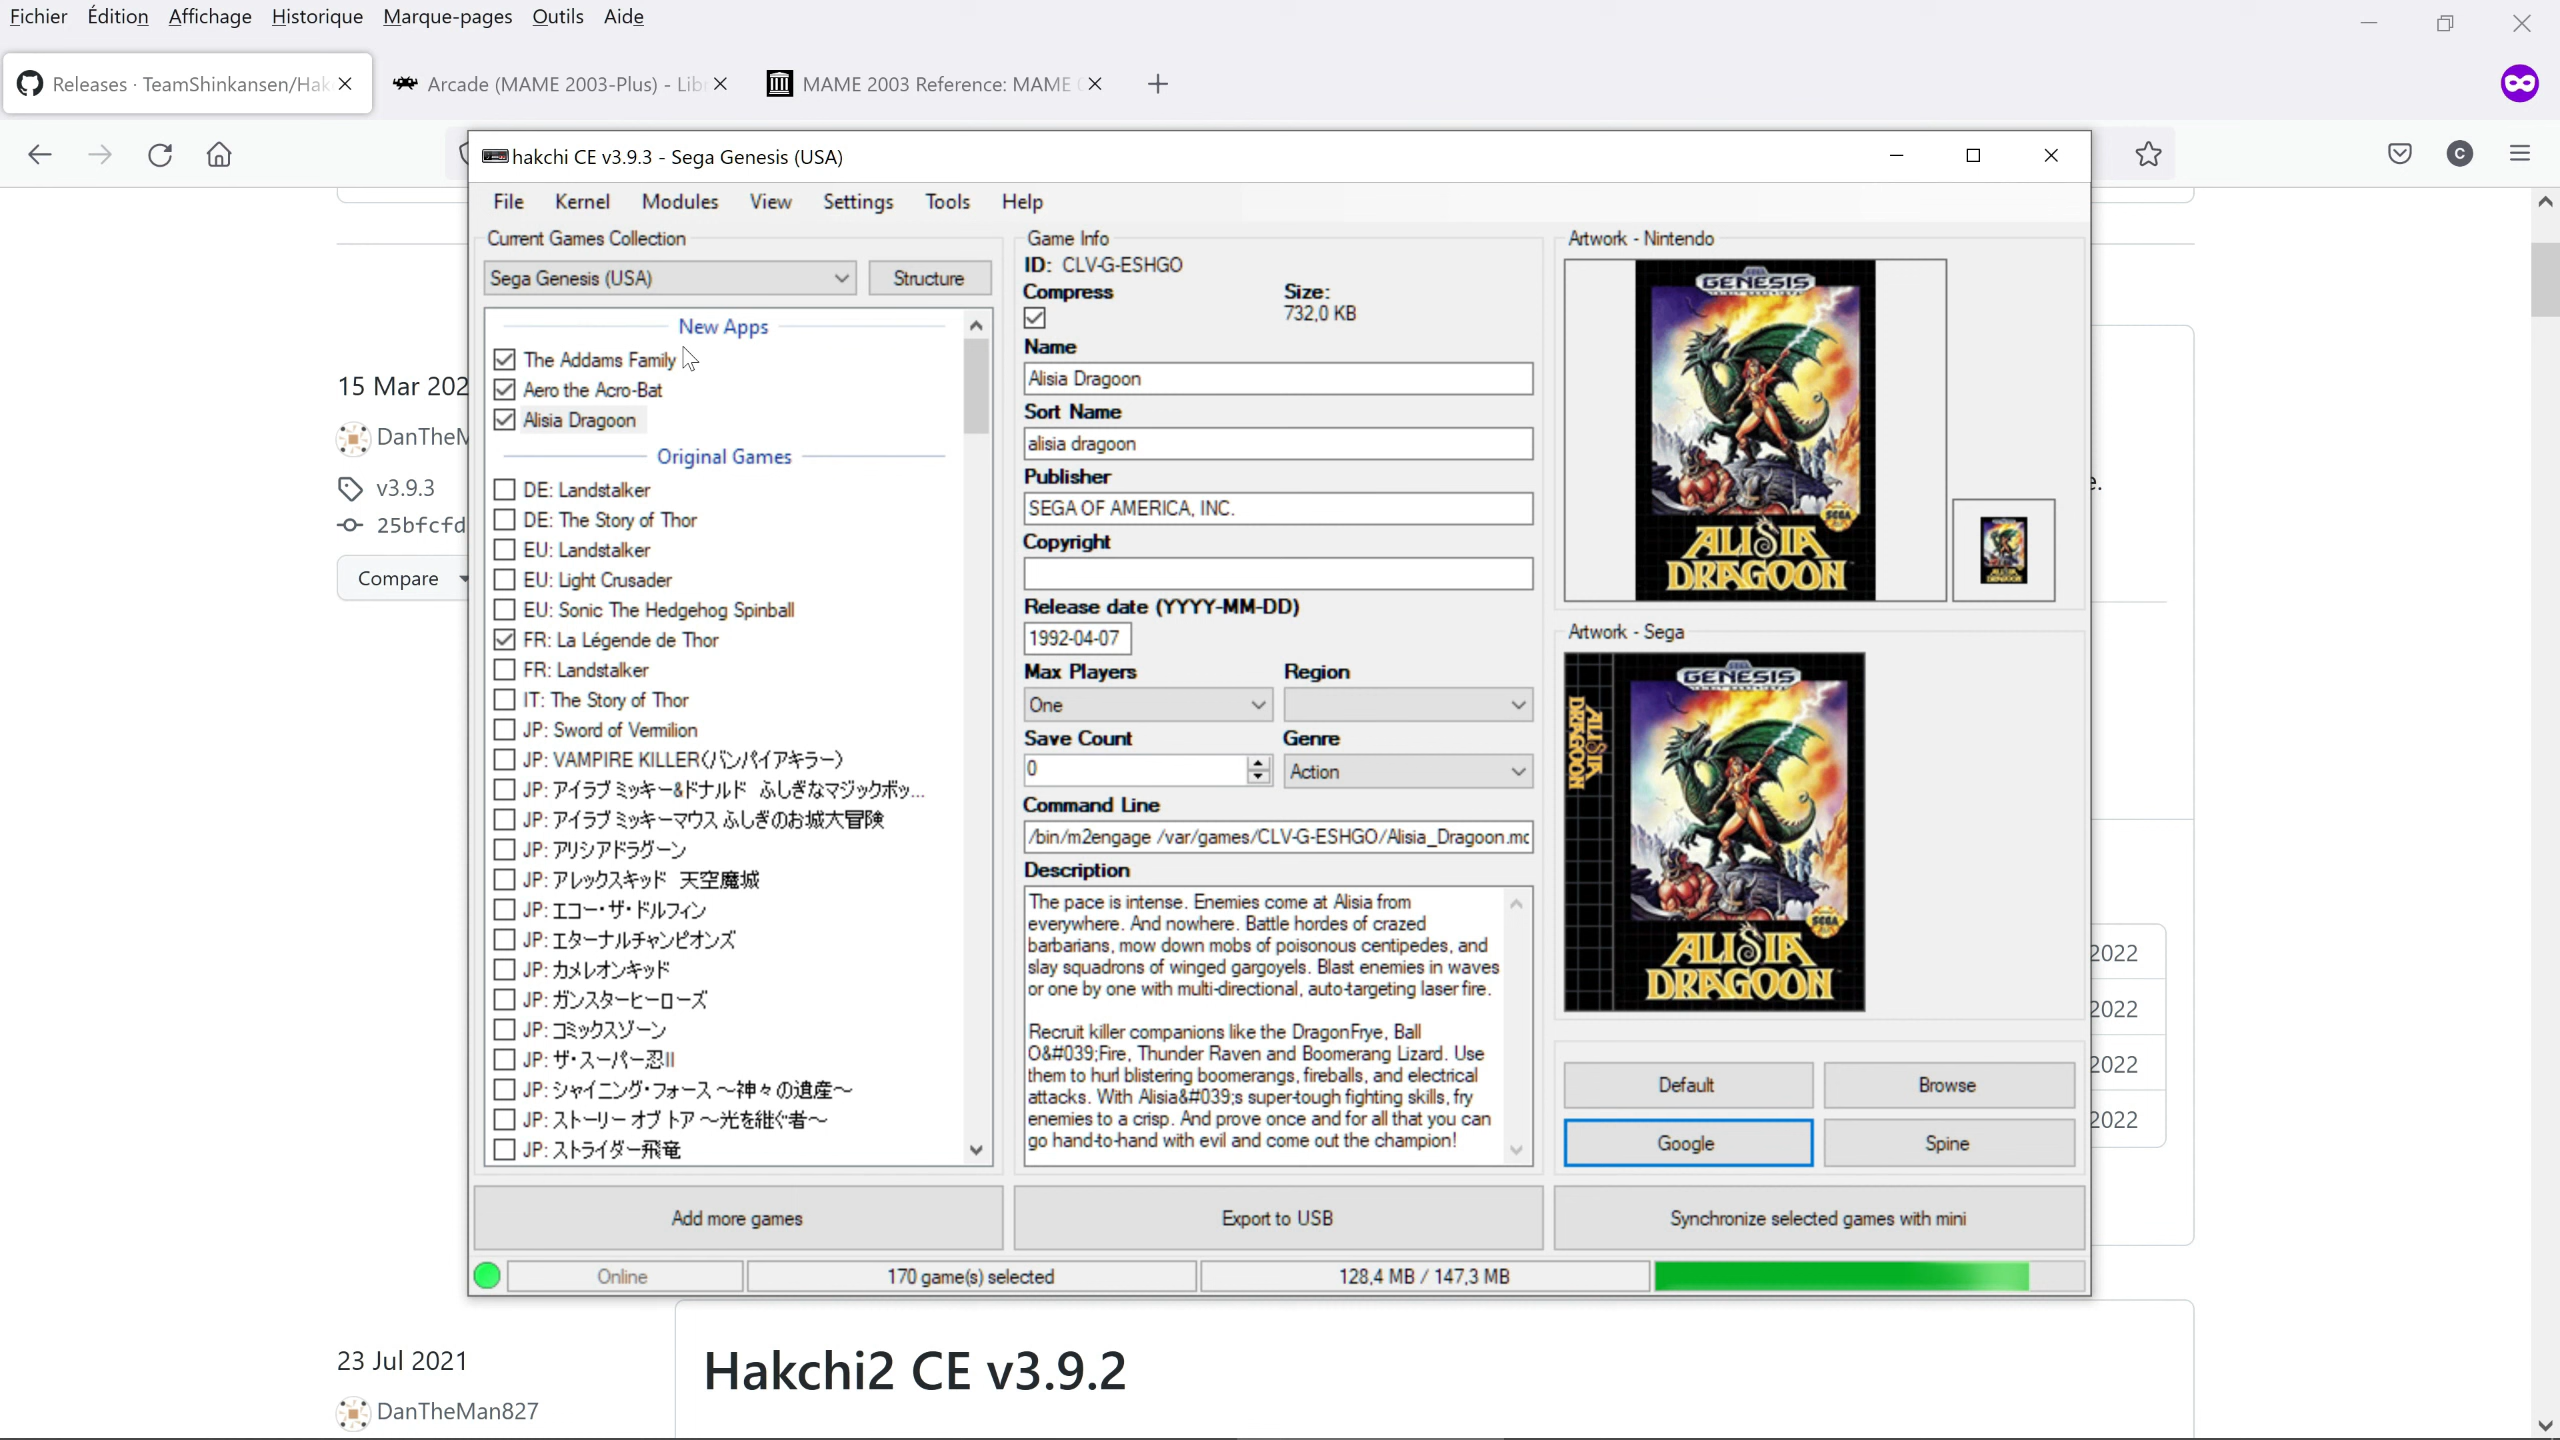 Fichier Édition Affichage Historique Marque-pages Outils Aide
Releases · TeamShinkansen/Hak
Arcade (MAME 2003-Plus) - Lib
MAME 2003 Reference: MAME
C
hakchi CE v3.9.3 - Sega Genesis (USA)
File Kernel Modules View Settings Tools Help
Current Games Collection
Sega Genesis (USA)
Structure
New Apps
The Addams Family
Aero the Acro-Bat
Alisia Dragoon
Original Games
DE: Landstalker
DE: The Story of Thor
EU: Landstalker
EU: Light Crusader
EU: Sonic The Hedgehog Spinball
FR: La Légende de Thor
FR: Landstalker
IT: The Story of Thor
JP: Sword of Vermilion
JP: VAMPIRE KILLER(バンパイアキラー)
JP: アイラブミッキー&ドナルド ふしぎなマジックボッ...
JP: アイラブミッキーマウス ふしぎのお城大冒険
JP: アリシアドラグーン
JP: アレックスキッド 天空魔城
JP: エコー・ザ・ドルフィン
JP: エターナルチャンピオンズ
JP: カメレオンキッド
JP: ガンスターヒーローズ
JP: コミックスゾーン
JP: ザ・スーパー忍II
JP: シャイニング・フォース ～神々の遺産～
JP: ストーリー オブ トア ～光を継ぐ者～
JP: ストライダー飛竜
Add more games
Game Info
ID: CLV-G-ESHGO
Compress
Size:
732,0 KB
Name
Alisia Dragoon
Sort Name
alisia dragoon
Publisher
SEGA OF AMERICA, INC.
Copyright
Release date (YYYY-MM-DD)
1992-04-07
Max Players Region
One
Save Count Genre
0 Action
Command Line
/bin/m2engage /var/games/CLV-G-ESHGO/Alisia_Dragoon.mc
Description
The pace is intense. Enemies come at Alisia from
everywhere. And nowhere. Battle hordes of crazed
barbarians, mow down mobs of poisonous centipedes, and
slay squadrons of winged gargoyels. Blast enemies in waves
or one by one with multi-directional, auto-targeting laser fire.
Recruit killer companions like the DragonFrye, Ball
O&#039;Fire, Thunder Raven and Boomerang Lizard. Use
them to hurl blistering boomerangs, fireballs, and electrical
attacks. With Alisia&#039;s super-tough fighting skills, fry
enemies to a crisp. And prove once and for all that you can
go hand-to-hand with evil and come out the champion!
Export to USB
Artwork - Nintendo
SEGA
GENESIS
SEGA
ALISIA
DRAGOON
ALISIA
DRAGOON
Artwork - Sega
SEGA
GENESIS
ALISIA
DRAGOON
SEGA
ALISIA
DRAGOON
Default
Browse
Google
Spine
Synchronize selected games with mini
Online
170 game(s) selected
128,4 MB / 147,3 MB
15 Mar 202
DanTheM
v3.9.3
25bfcfd
Compare
e.
2022
2022
2022
2022
23 Jul 2021
DanTheMan827
Hakchi2 CE v3.9.2